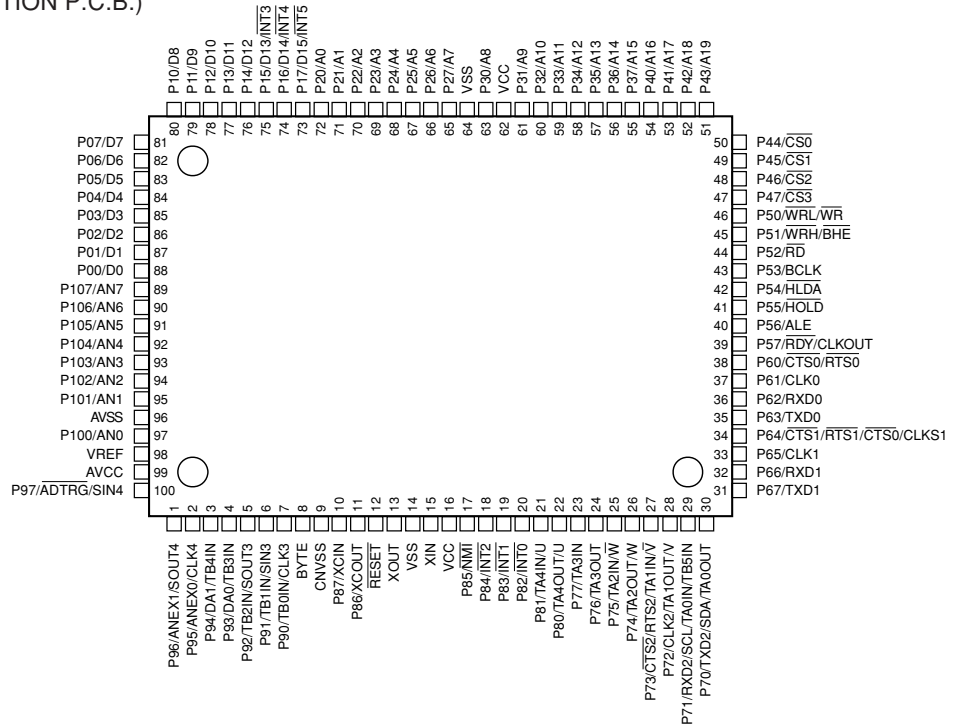 TION P.C.B.)
P10/D8
P11/D9
P12/D10
P13/D11
P14/D12
P15/D13/INT3
P16/D14/INT4
P17/D15/INT5
P20/A0
P21/A1
P22/A2
P23/A3
P24/A4
P25/A5
P26/A6
P27/A7
VSS
P30/A8
VCC
P31/A9
P32/A10
P33/A11
P34/A12
P35/A13
P36/A14
P37/A15
P40/A16
P41/A17
P42/A18
P43/A19
80 79 78 77 76 75 74 73 72 71 70 69 68 67 66 65 64 63 62 61 60 59 58 57 56 55 54 53 52 51
P07/D7 81
P06/D6 82
P05/D5 83
P04/D4 84
P03/D3 85
P02/D2 86
P01/D1 87
P00/D0 88
P107/AN7 89
P106/AN6 90
P105/AN5 91
P104/AN4 92
P103/AN3 93
P102/AN2 94
P101/AN1 95
AVSS 96
P100/AN0 97
VREF 98
AVCC 99
P97/ADTRG/SIN4 100
50 P44/CS0
49 P45/CS1
48 P46/CS2
47 P47/CS3
46 P50/WRL/WR
45 P51/WRH/BHE
44 P52/RD
43 P53/BCLK
42 P54/HLDA
41 P55/HOLD
40 P56/ALE
39 P57/RDY/CLKOUT
38 P60/CTS0/RTS0
37 P61/CLK0
36 P62/RXD0
35 P63/TXD0
34 P64/CTS1/RTS1/CTS0/CLKS1
33 P65/CLK1
32 P66/RXD1
31 P67/TXD1
1 2 3 4 5 6 7 8 9 10 11 12 13 14 15 16 17 18 19 20 21 22 23 24 25 26 27 28 29 30
P96/ANEX1/SOUT4
P95/ANEX0/CLK4
P94/DA1/TB4IN
P93/DA0/TB3IN
P92/TB2IN/SOUT3
P91/TB1IN/SIN3
P90/TB0IN/CLK3
BYTE
CNVSS
P87/XCIN
P86/XCOUT
RESET
XOUT
VSS
XIN
VCC
P85/NMI
P84/INT2
P83/INT1
P82/INT0
P81/TA4IN/U
P80/TA4OUT/U
P77/TA3IN
P76/TA3OUT
P75/TA2IN/W
P74/TA2OUT/W
P73/CTS2/RTS2/TA1IN/V
P72/CLK2/TA1OUT/V
P71/RXD2/SCL/TA0IN/TB5IN
P70/TXD2/SDA/TA0OUT